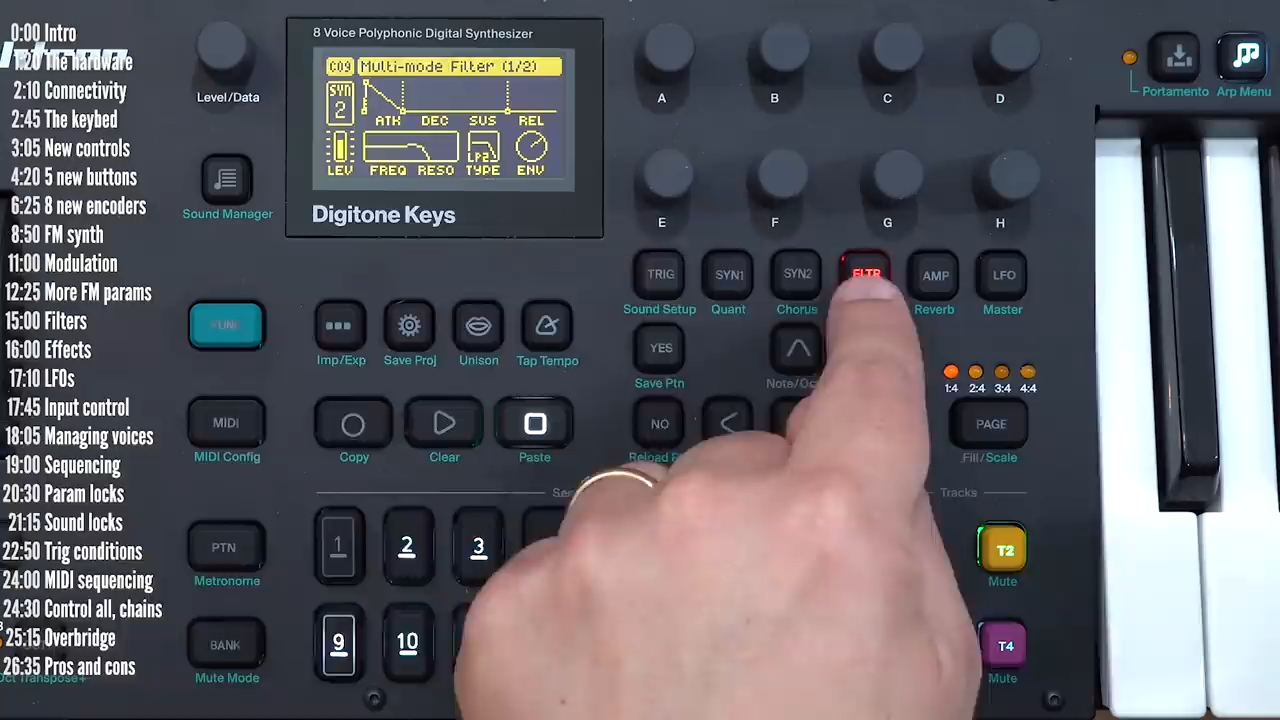 0:00 Intro
1:20 The hardware
2:10 Connectivity
2:45 The keybed
3:05 New controls
4:20 5 new buttons
6:25 8 new encoders
8:50 FM synth
11:00 Modulation
12:25 More FM params
15:00 Filters
16:00 Effects
17:10 LFOs
17:45 Input control
18:05 Managing voices
19:00 Sequencing
20:30 Param locks
21:15 Sound locks
22:50 Trig conditions
24:00 MIDI sequencing
24:30 Control all, chains
25:15 Overbridge
26:35 Pros and cons
Oct Transpose+
Level/Data
Sound Manager
8 Voice Polyphonic Digital Synthesizer
C09 Multi-mode Filter (1/2)
SYN 2
ATK DEC SUS REL
LP2
LEV FREQ RESO TYPE ENV
Digitone Keys
A B C D
E F G H
Portamento Arp Menu
TRIG SYN1 SYN2 FLTR AMP LFO
Sound Setup Quant Chorus Reverb Master
FUNC
Imp/Exp Save Proj Unison Tap Tempo
YES
Save Ptn
1:4 2:4 3:4 4:4
MIDI
MIDI Config
Copy Clear Paste
NO
PAGE
Fill/Scale
Tracks
PTN
Metronome
1 2 3
T2
Mute
BANK
Mute Mode
9 10
T4
Mute